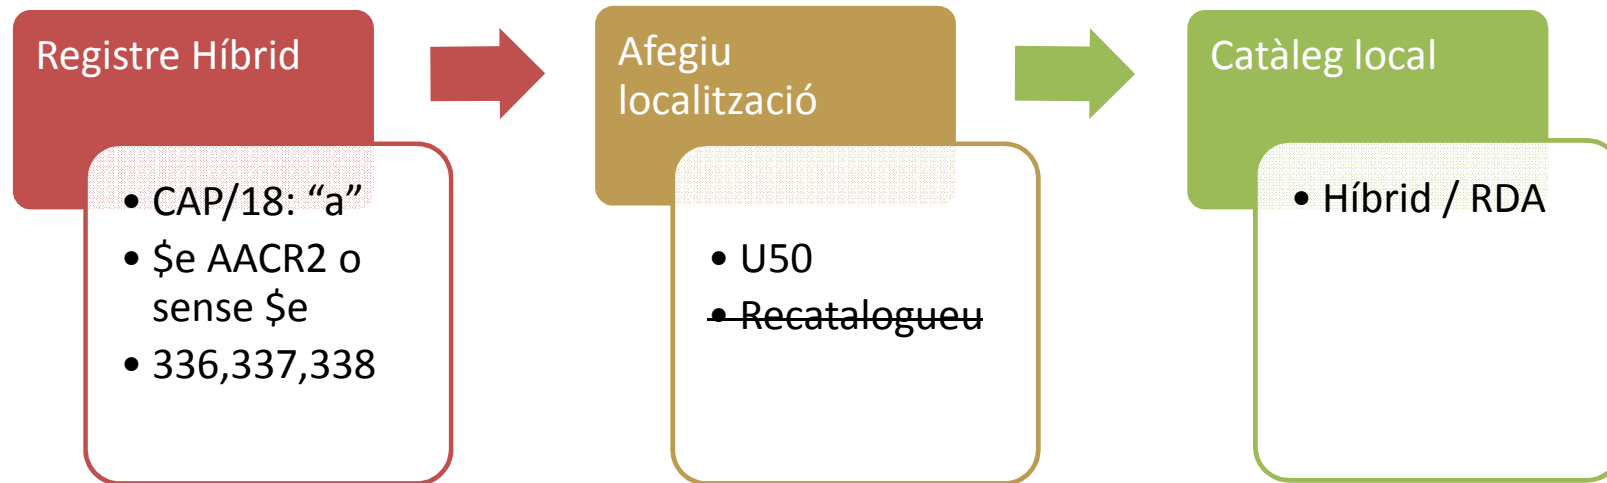 Registre Híbrid
• CAP/18: “a”
• $e AACR2 o
sense $e
• 336,337,338
Afegiu
localització
• U50
• Recatalogueu
Catàleg local
• Híbrid / RDA